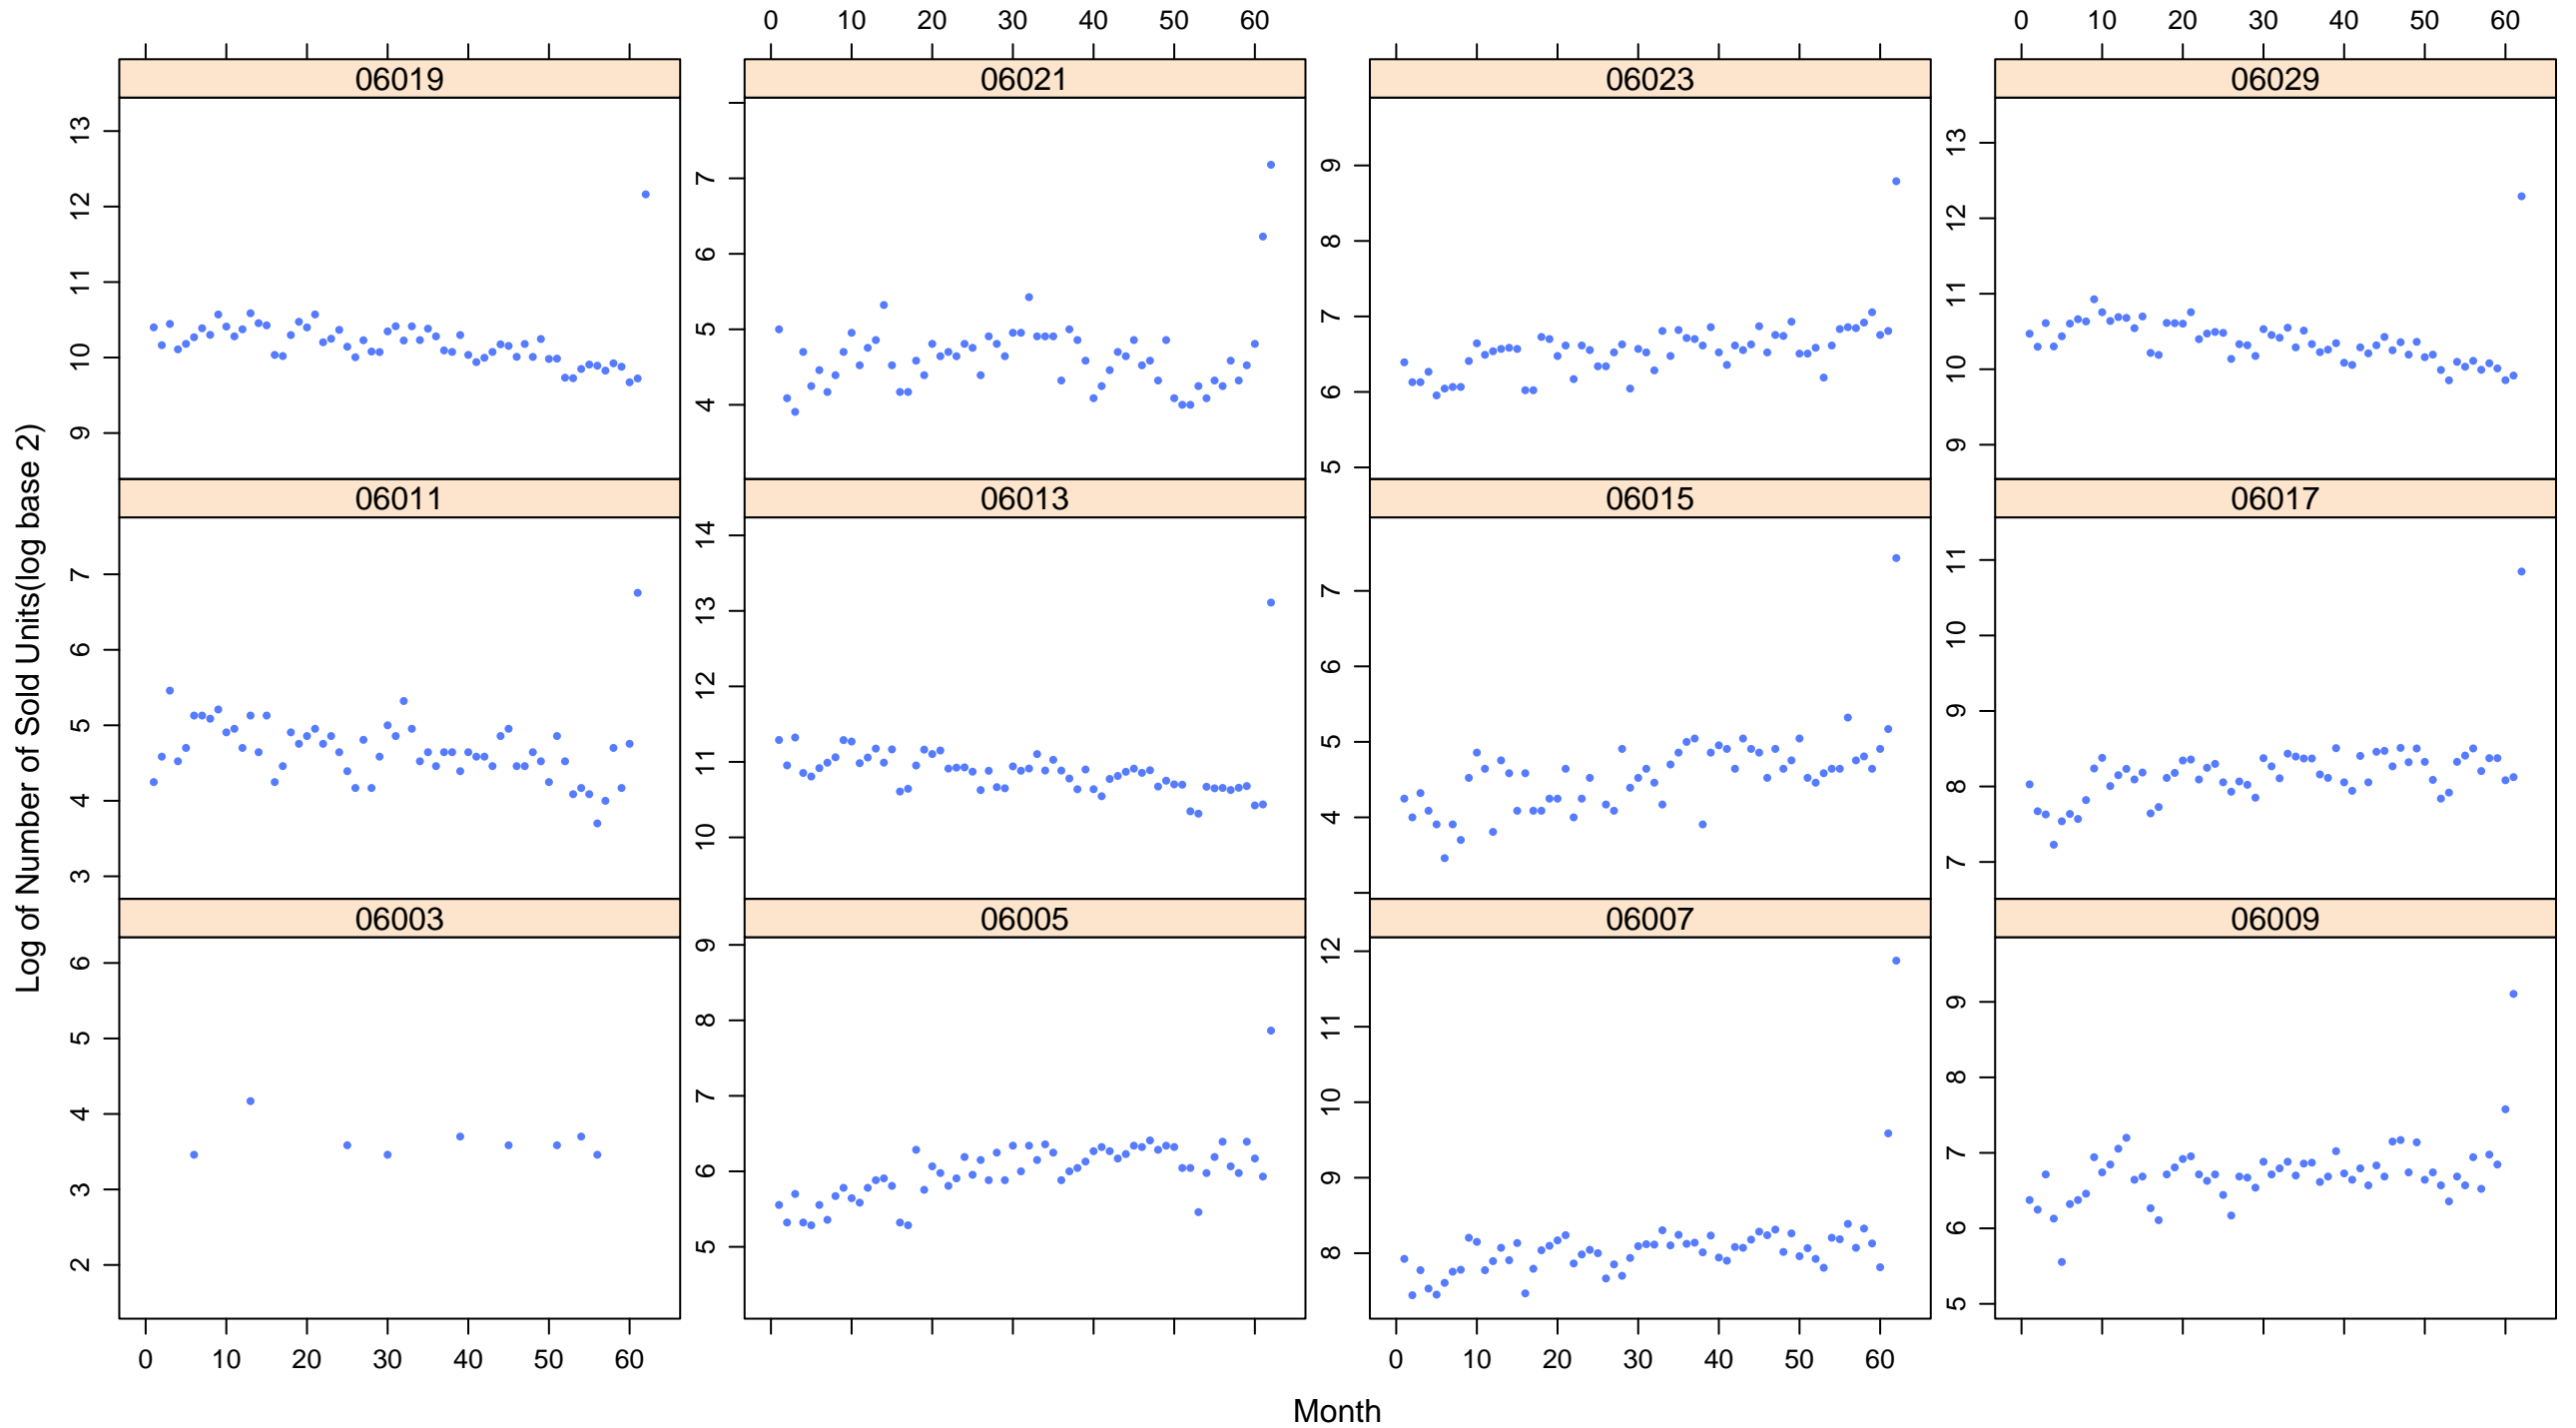 0 10 20 30 40 50 60 0 10 20 30 40 50 60
06019 06021 06023 06029
9 10 11 12 13
4 5 6 7
5 6 7 8 9
9 10 11 12 13
06011 06013 06015 06017
3 4 5 6 7
10 11 12 13 14
4 5 6 7
7 8 9 10 11
06003 06005 06007 06009
2 3 4 5 6
5 6 7 8 9
8 9 10 11 12
5 6 7 8 9
0 10 20 30 40 50 60 0 10 20 30 40 50 60
Log of Number of Sold Units(log base 2)
Month